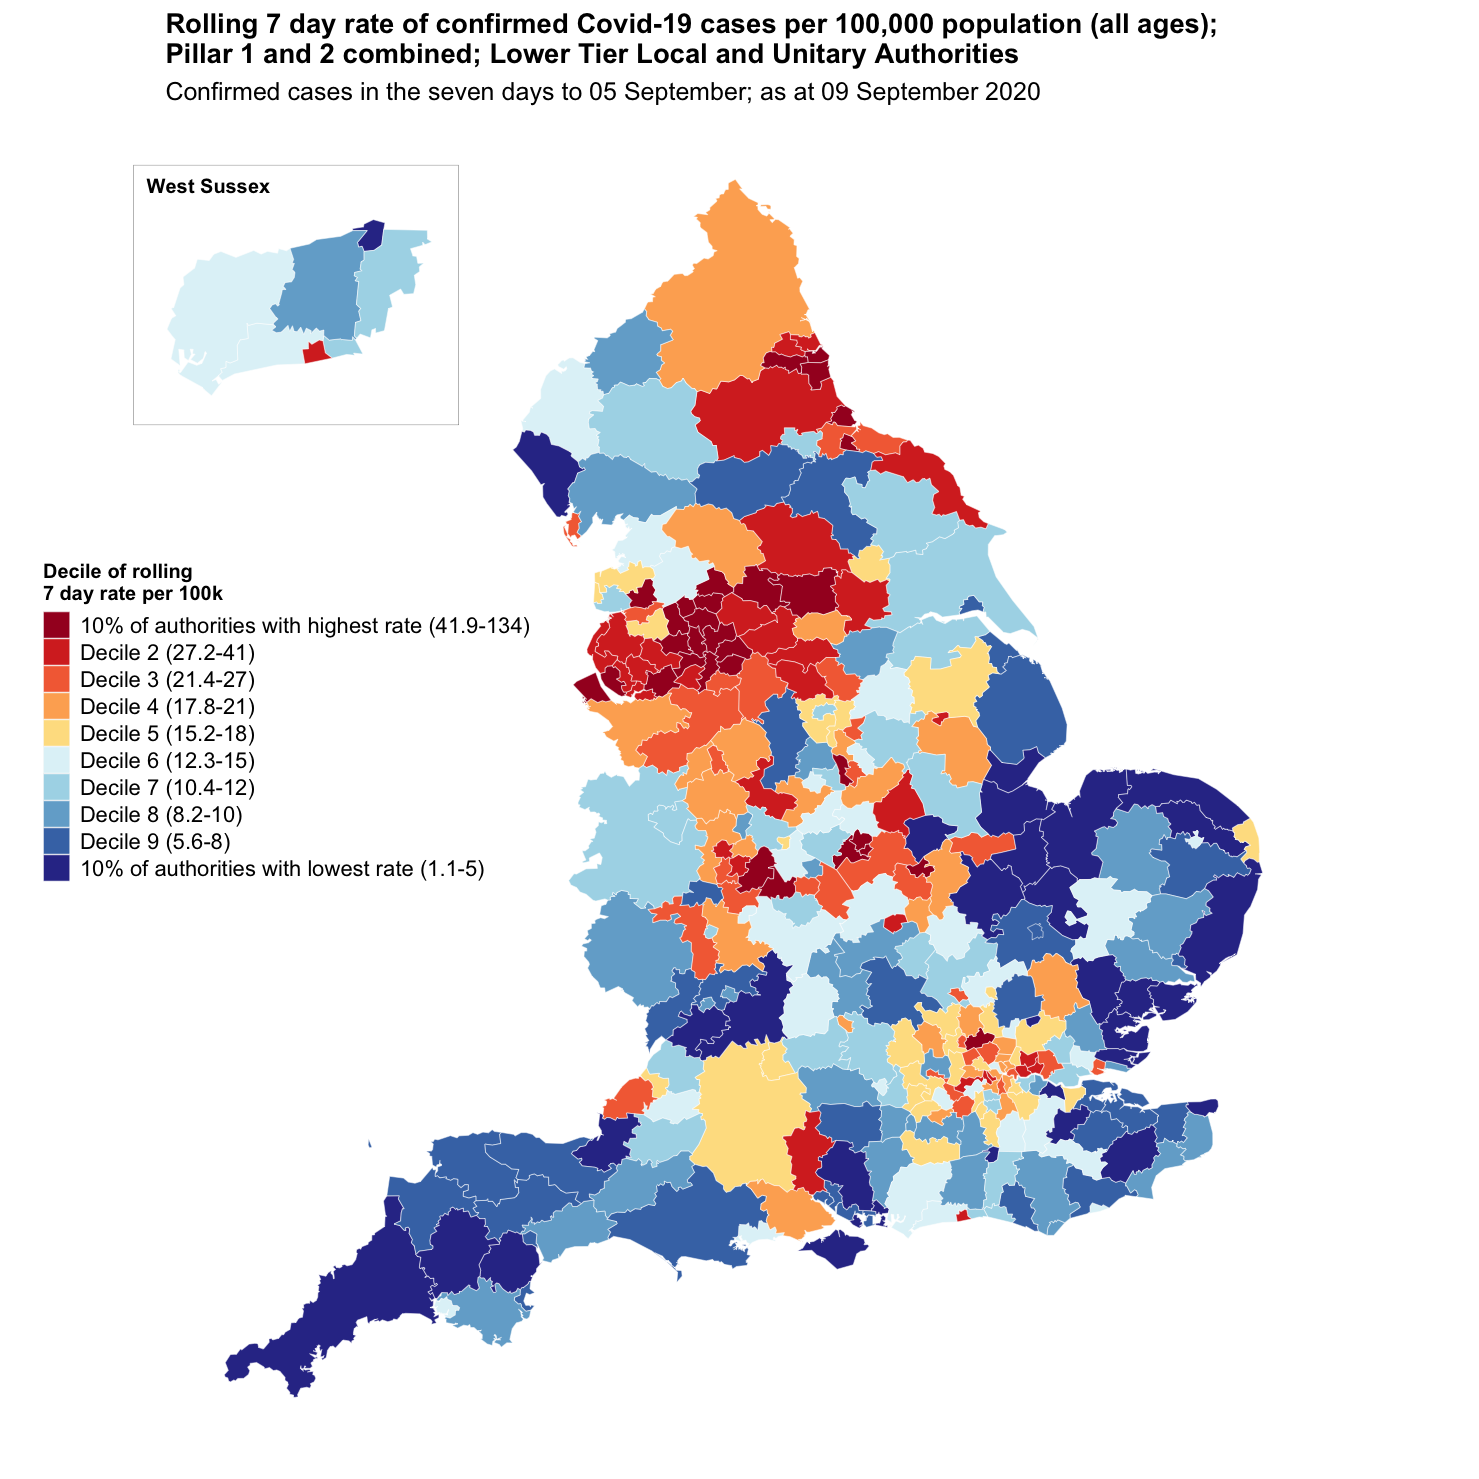 Rolling 7 day rate of confirmed Covid-19 cases per 100,000 population (all ages);
Pillar 1 and 2 combined; Lower Tier Local and Unitary Authorities
Confirmed cases in the seven days to 05 September; as at 09 September 2020
West Sussex
Decile of rolling
7 day rate per 100k
10% of authorities with highest rate (41.9-134)
Decile 2 (27.2-41)
Decile 3 (21.4-27)
Decile 4 (17.8-21)
Decile 5 (15.2-18)
Decile 6 (12.3-15)
Decile 7 (10.4-12)
Decile 8 (8.2-10)
Decile 9 (5.6-8)
10% of authorities with lowest rate (1.1-5)